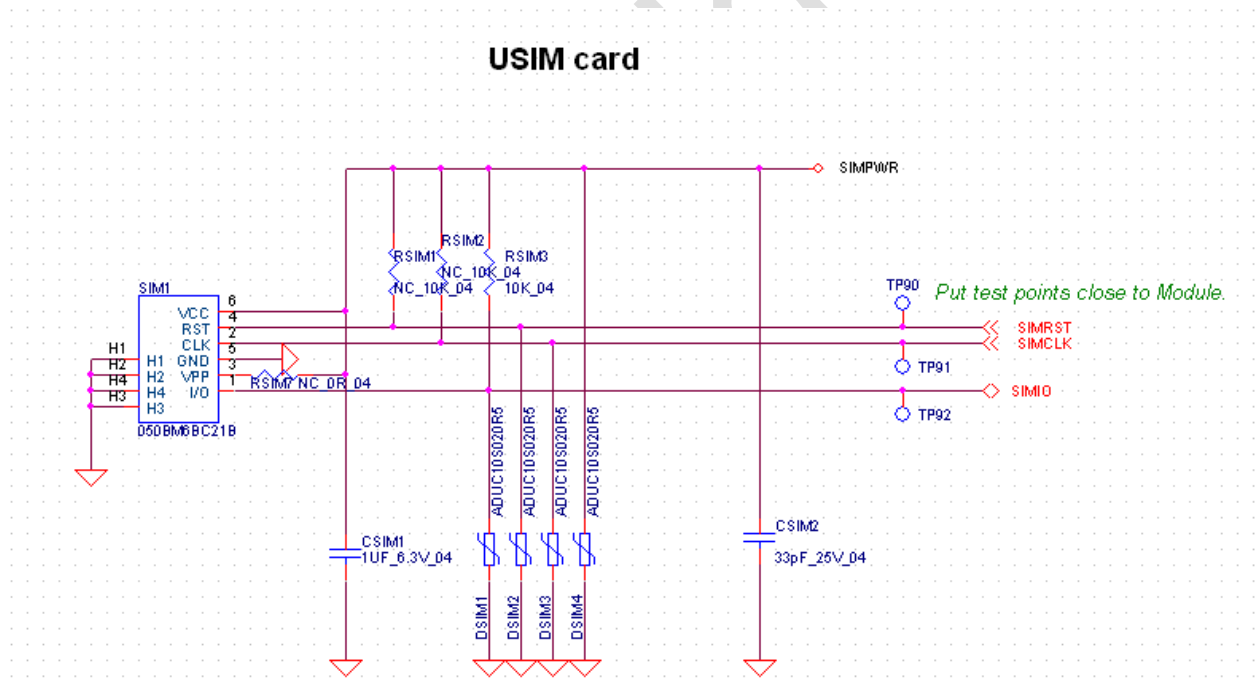 USIM card
SIMPWR
RSIM2
RSIM1
RSIM3
NC_10K_04
NC_10K_04
10K_04
TP90
Put test points close to Module.
SIM1
6
VCC
4
RST
SIMRST
2
CLK
SIMCLK
H1
5
H1
GND
H2
3
TP91
H2
VPP
RSIM7 NC_0R_04
H4
1
H4
I/O
SIMIO
H3
H3
TP92
050BM6BC21B
ADUC10S020R5
ADUC10S020R5
ADUC10S020R5
ADUC10S020R5
CSIM2
CSIM1
1UF_6.3V_04
33pF_25V_04
DSIM1
DSIM2
DSIM3
DSIM4